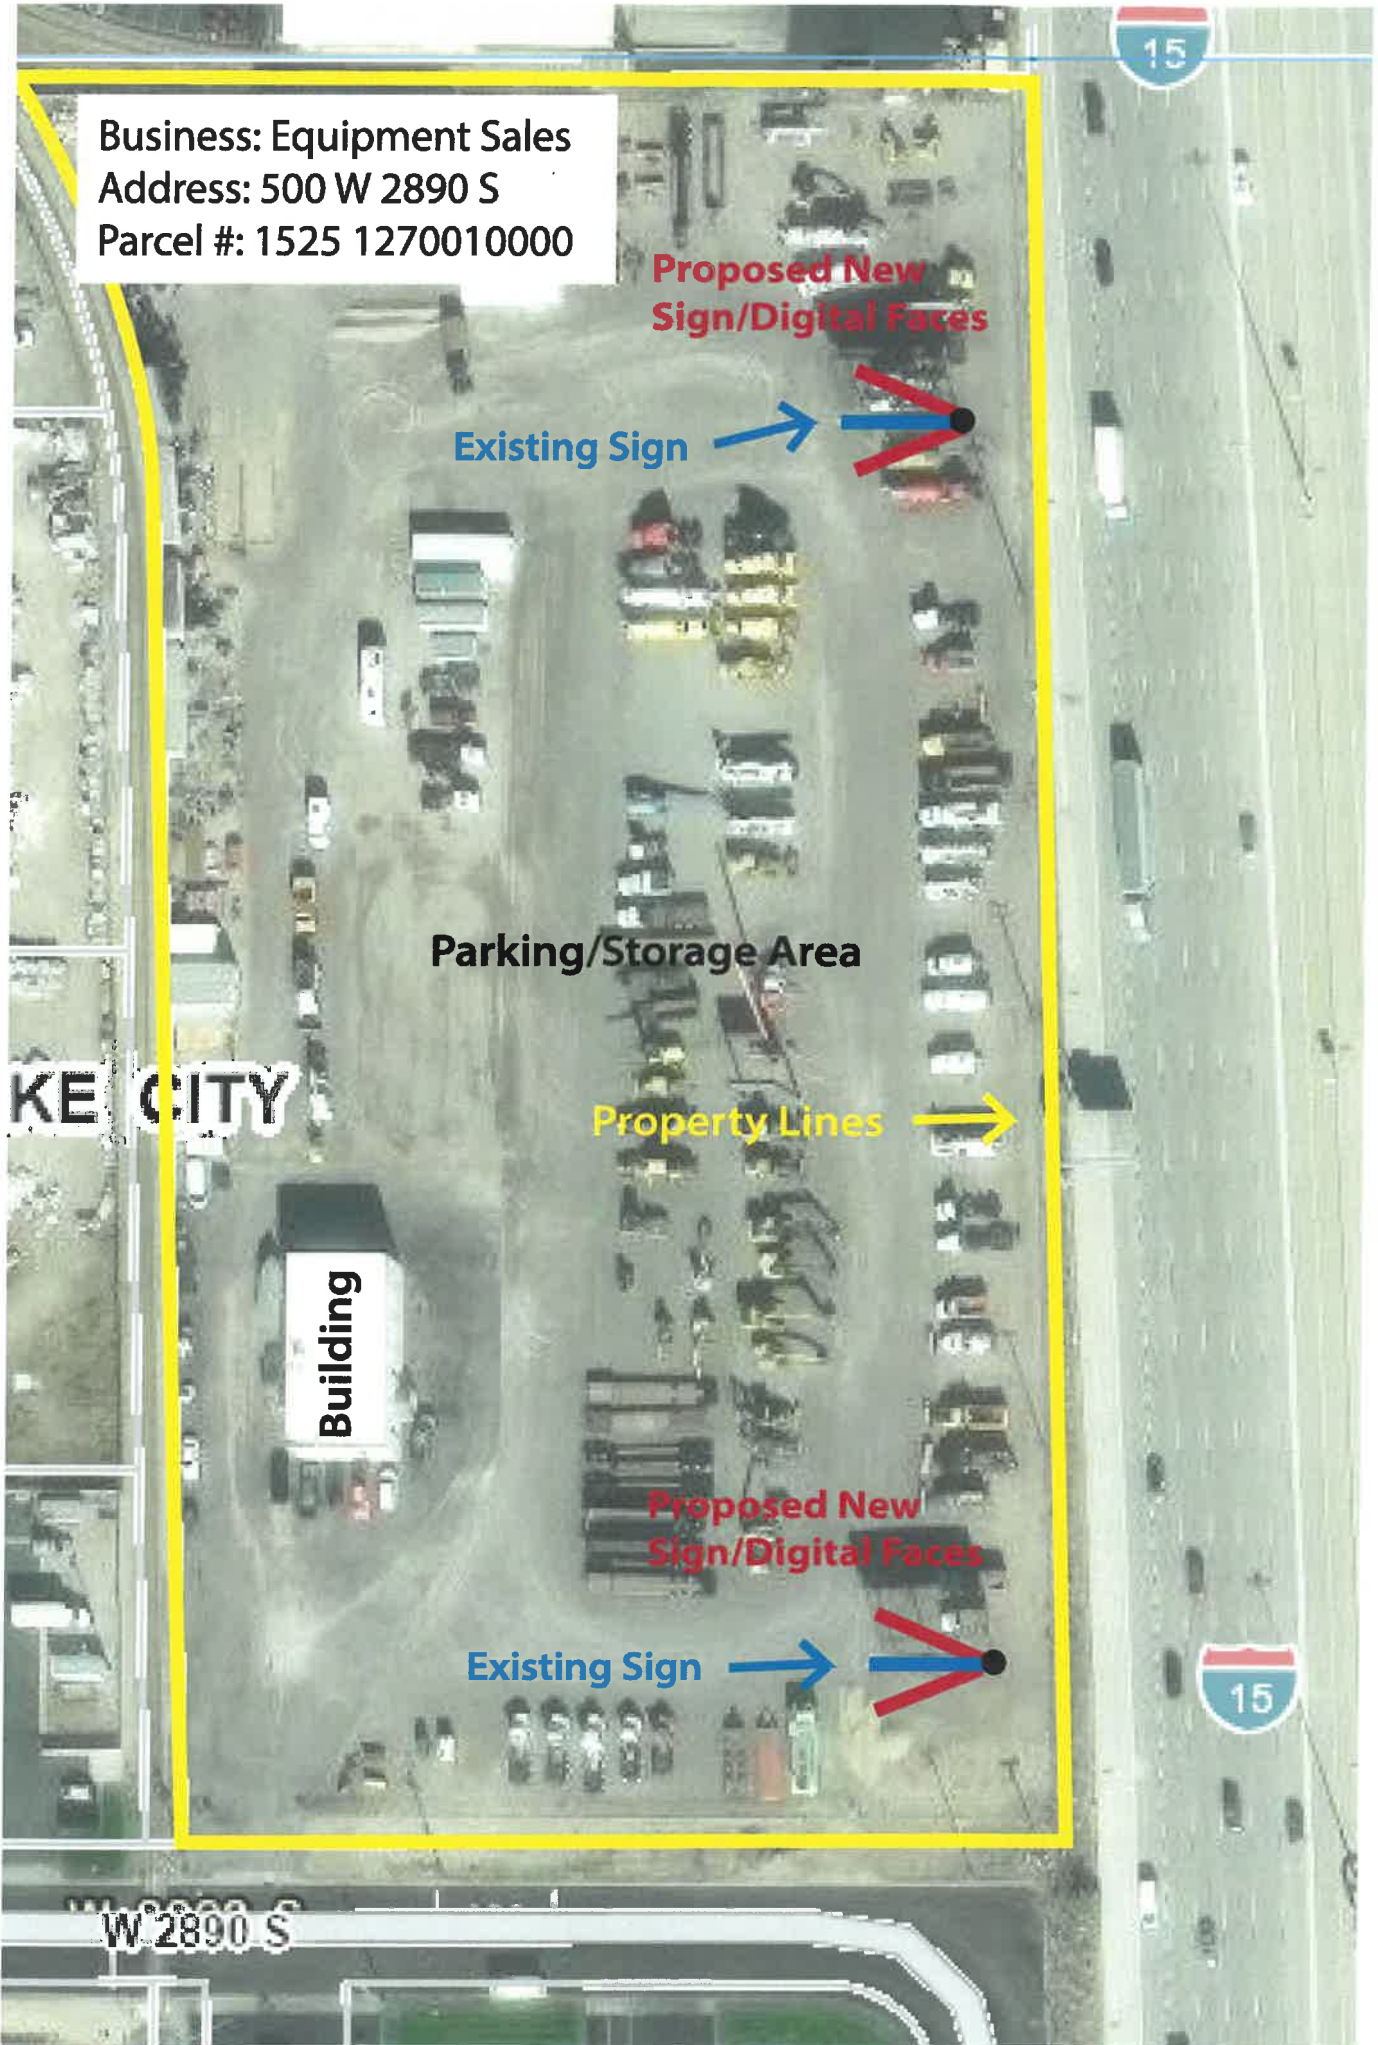 15
Business: Equipment Sales
Address: 500 W 2890 S
Parcel #: 1525 1270010000
Proposed New
Sign/Digital Faces
Existing Sign
Parking/Storage Area
KE CITY
Property Lines
Building
Proposed New
Sign/Digital Faces
Existing Sign
15
W 2890 S
W 2890 S